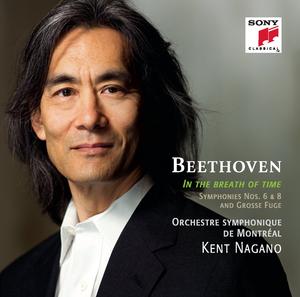 SONY
CLASSICAL
BEETHOVEN
IN THE BREATH OF TIME
SYMPHONIES NOS. 6 & 8
AND GROSSE FUGE
ORCHESTRE SYMPHONIQUE
DE MONTRÉAL
KENT NAGANO